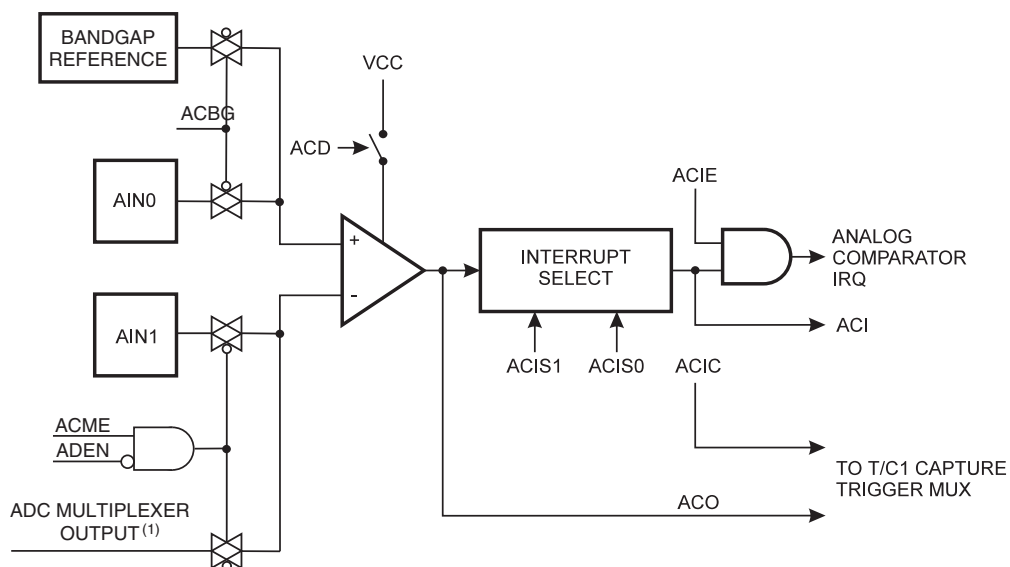 BANDGAP
REFERENCE
VCC
ACBG
ACD
AIN0
ACIE
+
INTERRUPT
SELECT
ANALOG
COMPARATOR
IRQ
-
AIN1
ACI
ACIS1 ACIS0 ACIC
ACME
ADEN
TO T/C1 CAPTURE
TRIGGER MUX
ADC MULTIPLEXER
OUTPUT (1)
ACO